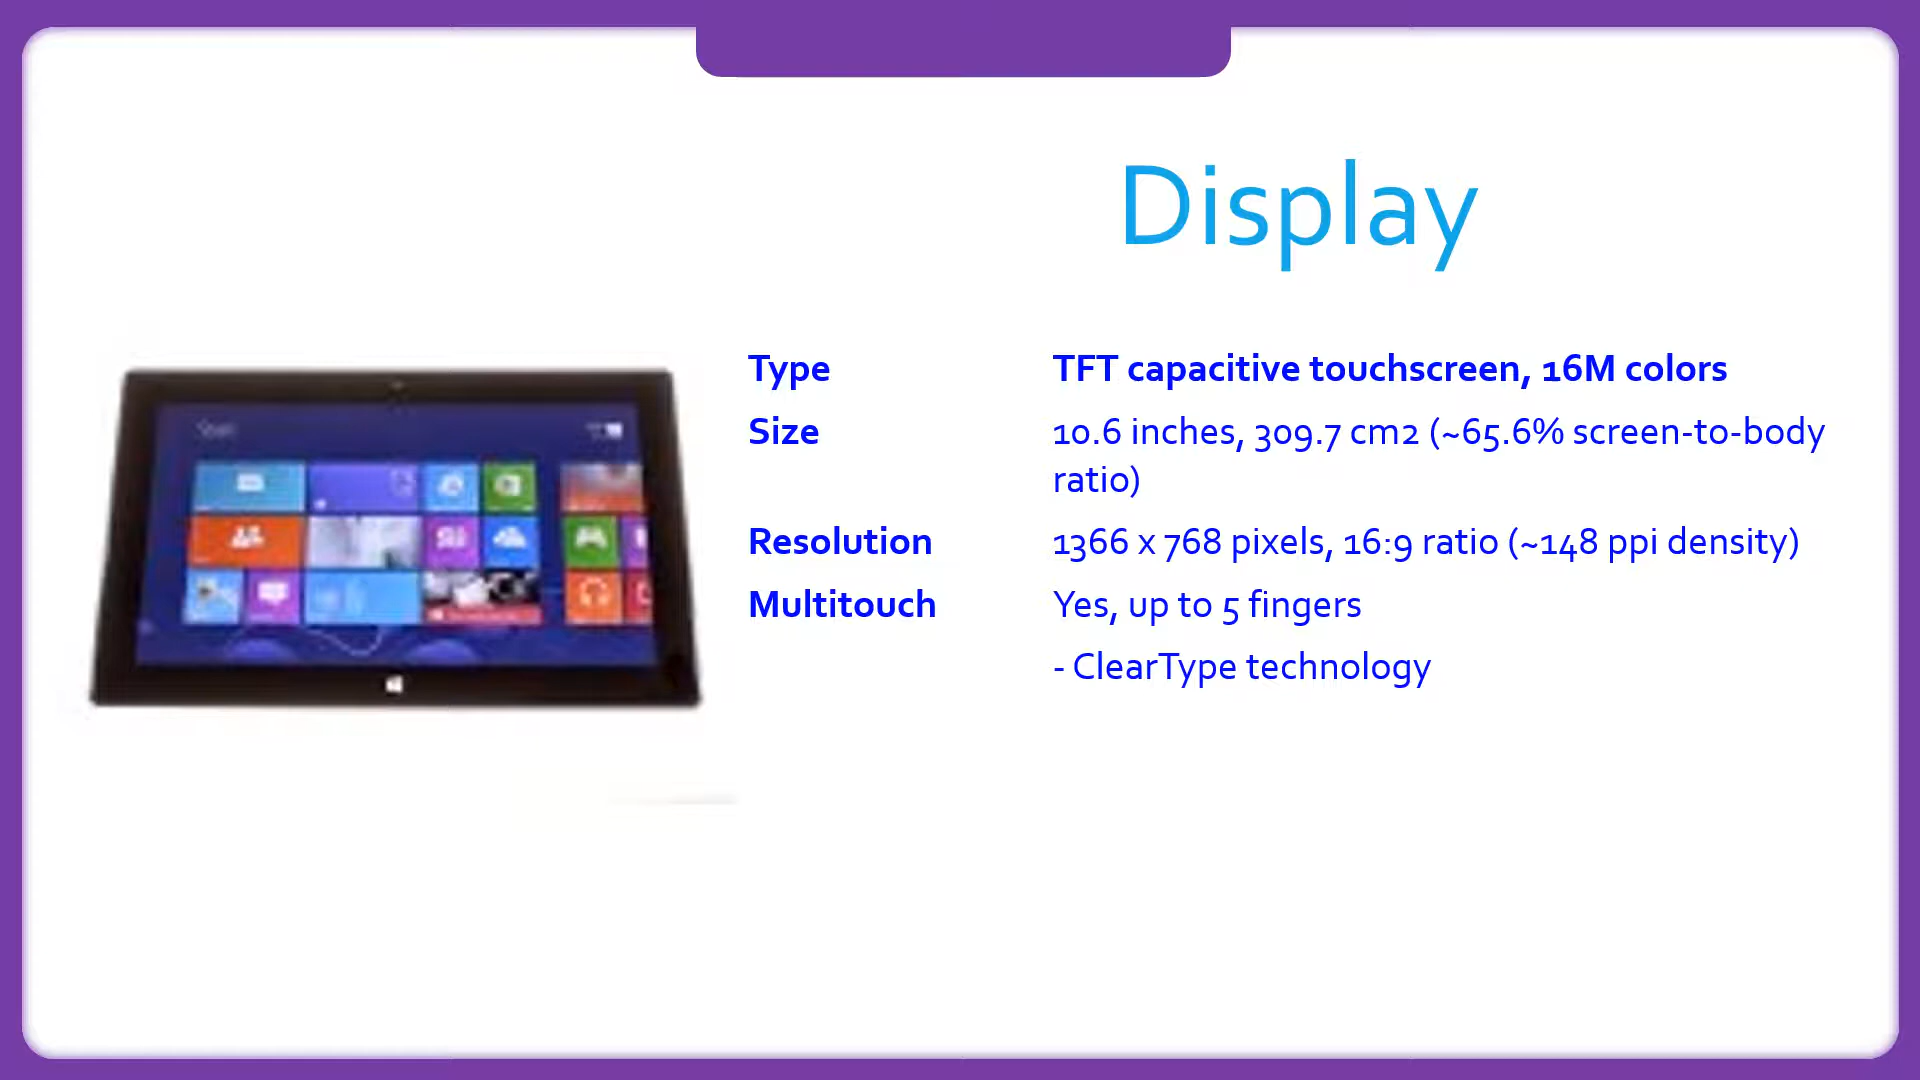 Display
Start
Type TFT capacitive touchscreen, 16M colors
Size 10.6 inches, 309.7 cm2 (~65.6% screen-to-body
ratio)
Resolution 1366 x 768 pixels, 16:9 ratio (~148 ppi density)
Multitouch Yes, up to 5 fingers
- ClearType technology